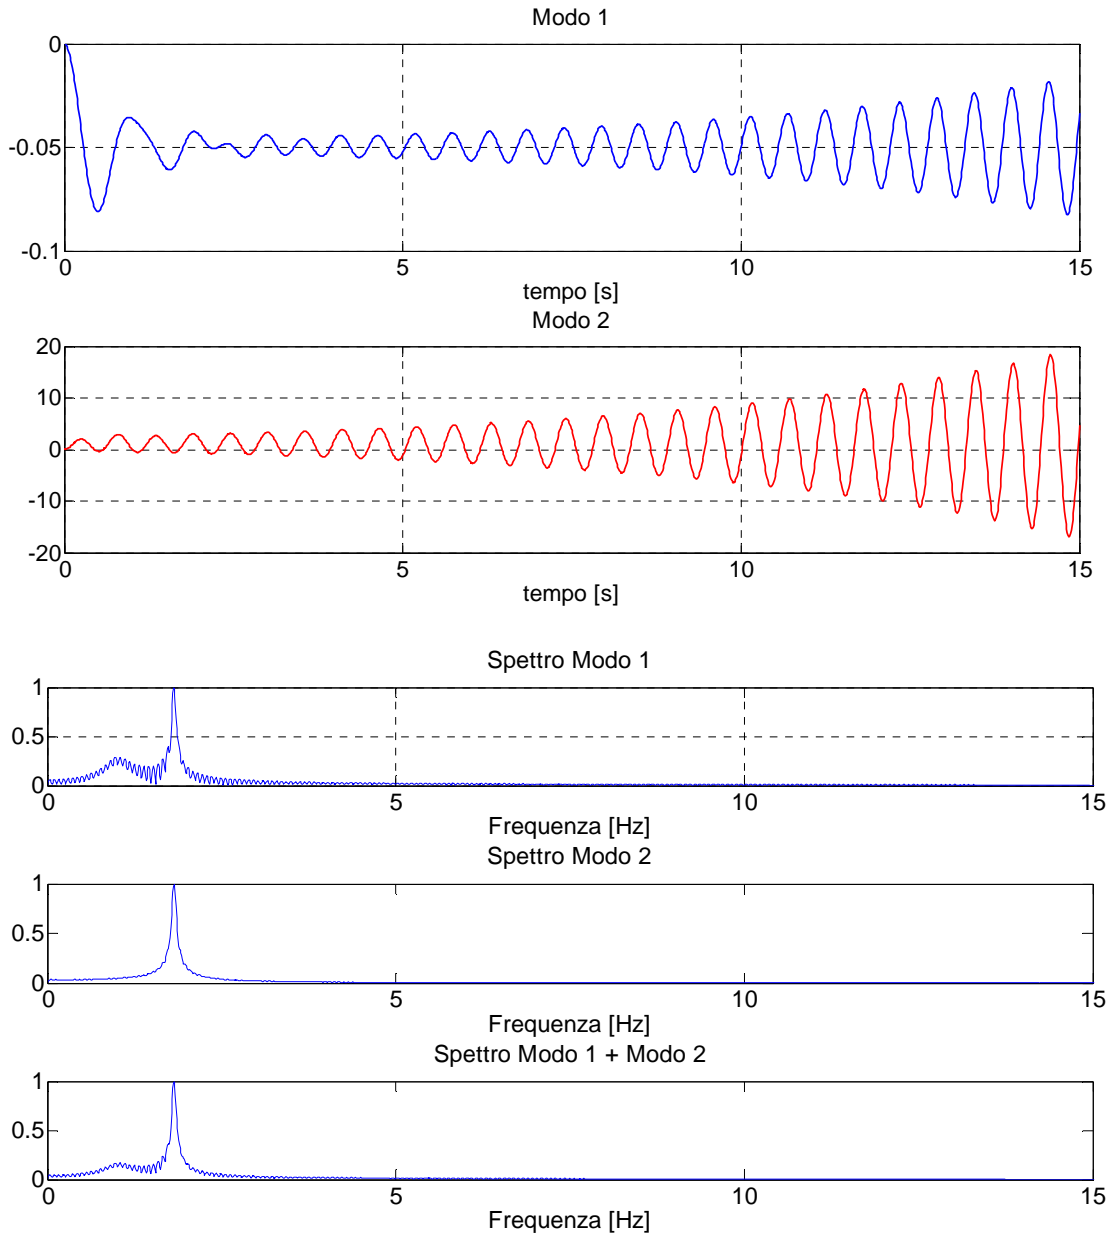 Modo 1
0
-0.05
-0.1
0 5 10 15
tempo [s]
Modo 2
20
10
0
-10
-20
0 5 10 15
tempo [s]
Spettro Modo 1
1
0.5
0
0 5 10 15
Frequenza [Hz]
Spettro Modo 2
1
0.5
0
0 5 10 15
Frequenza [Hz]
Spettro Modo 1 + Modo 2
1
0.5
0
0 5 10 15
Frequenza [Hz]